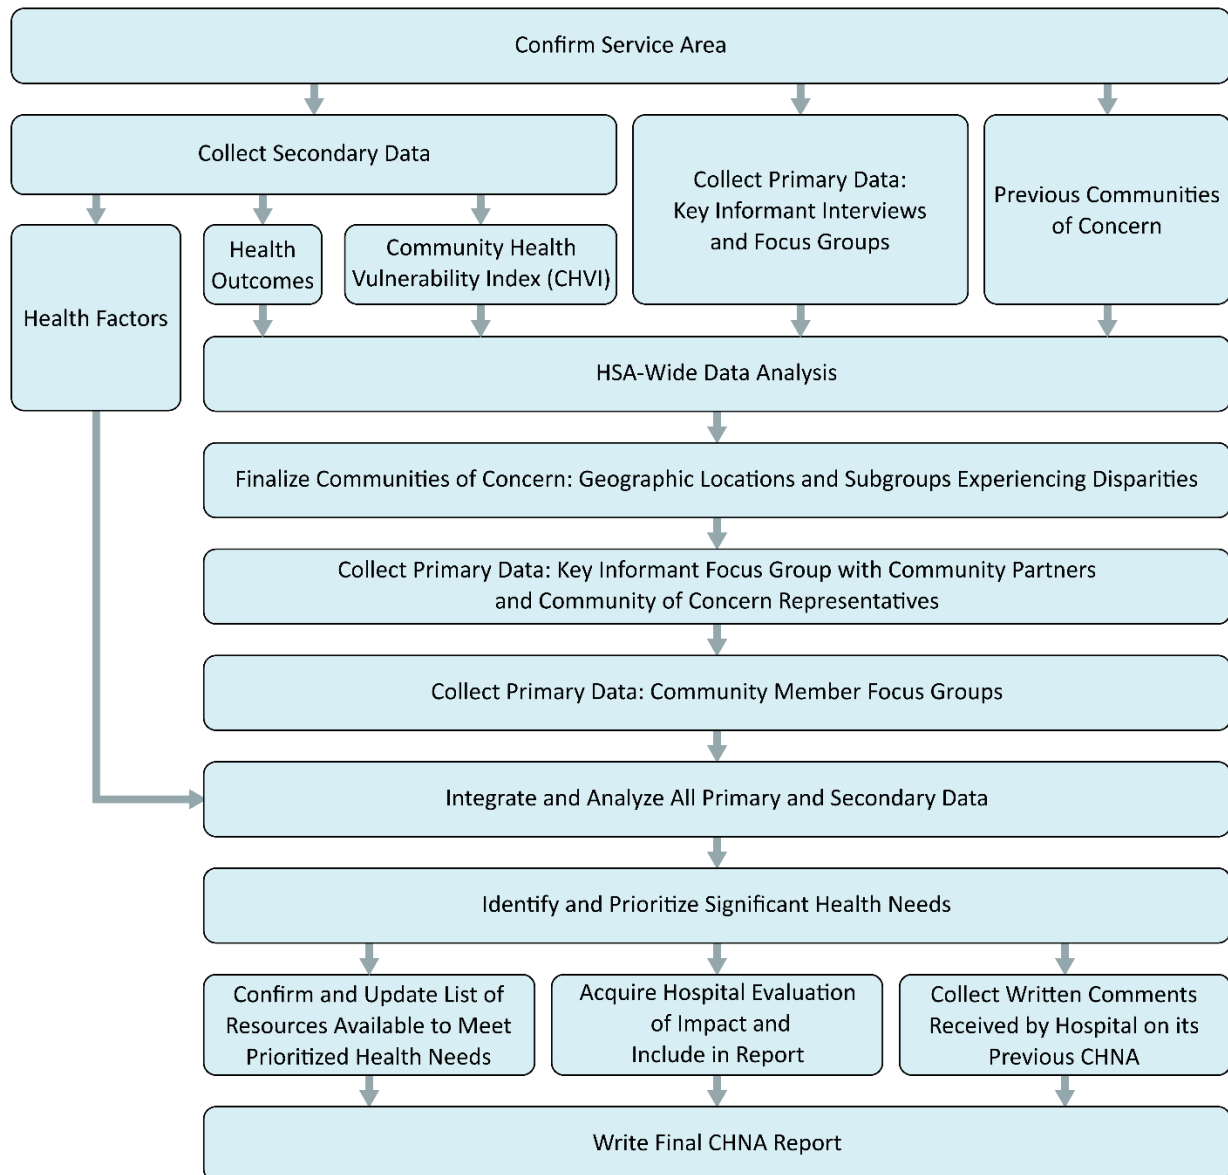 Confirm Service Area
Collect Secondary Data
Collect Primary Data:
Key Informant Interviews
and Focus Groups
Previous Communities
of Concern
Health Factors
Health
Outcomes
Community Health
Vulnerability Index (CHVI)
HSA-Wide Data Analysis
Finalize Communities of Concern: Geographic Locations and Subgroups Experiencing Disparities
Collect Primary Data: Key Informant Focus Group with Community Partners
and Community of Concern Representatives
Collect Primary Data: Community Member Focus Groups
Integrate and Analyze All Primary and Secondary Data
Identify and Prioritize Significant Health Needs
Confirm and Update List of
Resources Available to Meet
Prioritized Health Needs
Acquire Hospital Evaluation
of Impact and
Include in Report
Collect Written Comments
Received by Hospital on its
Previous CHNA
Write Final CHNA Report